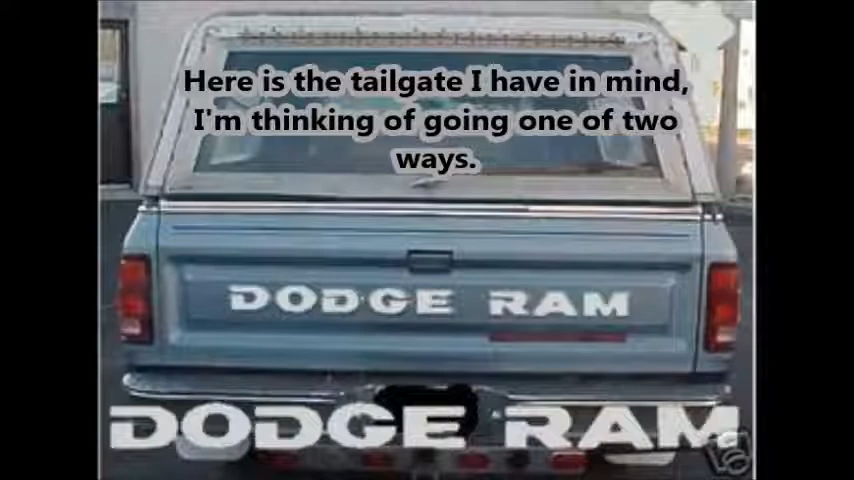 Here is the tailgate I have in mind,
I'm thinking of going one of two
ways.
DODGE RAM
DODGE RAM